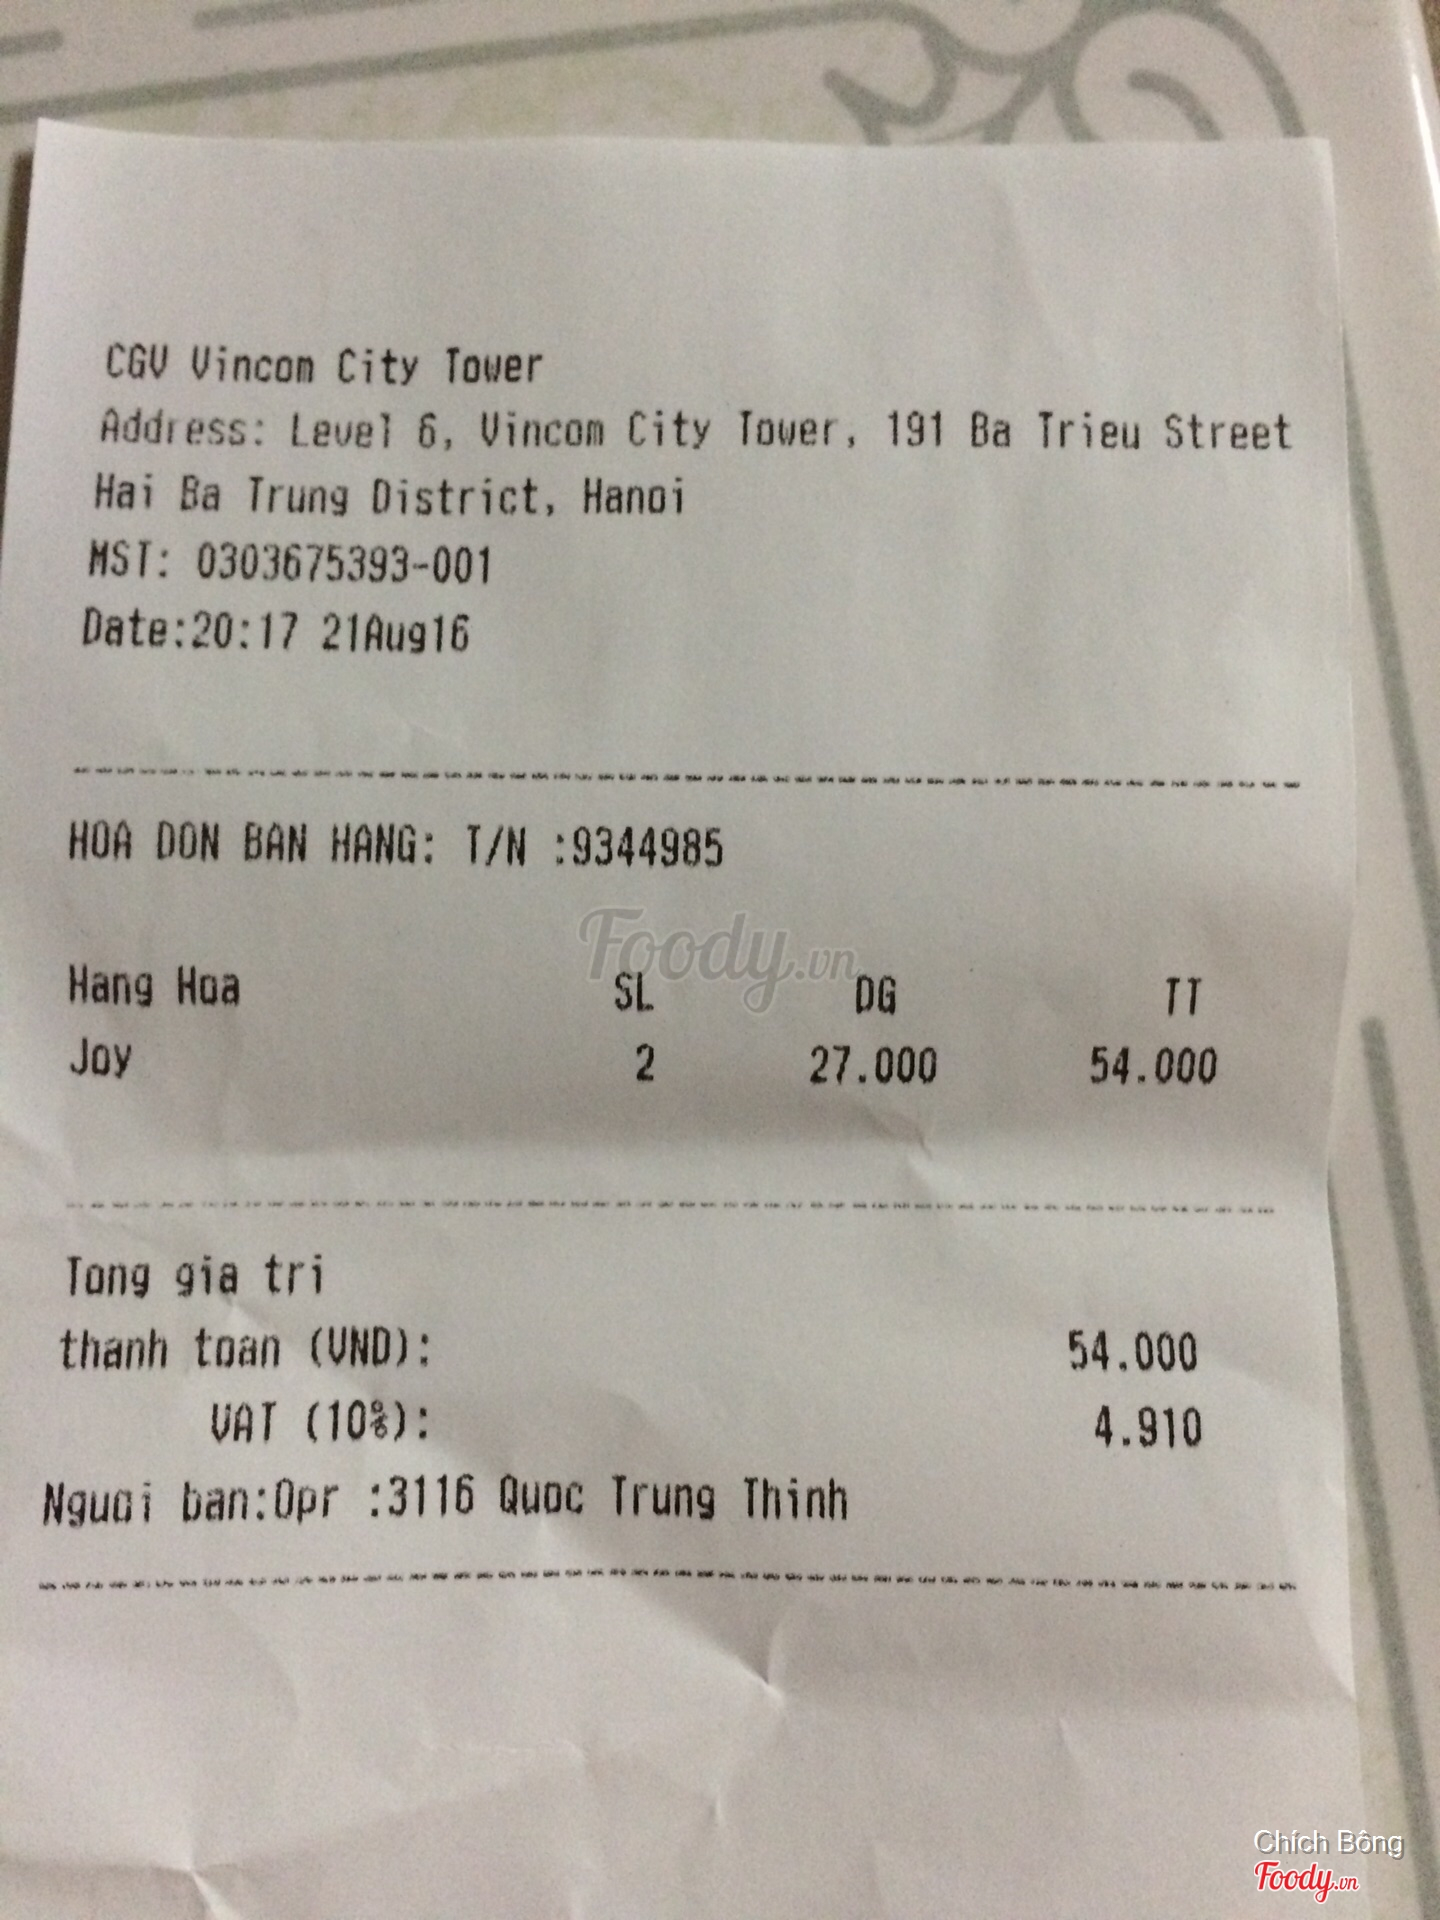 CGV Vincom City Tower
Address: Level 6, Vincom City Tower, 191 Ba Trieu Street
Hai Ba Trung District, Hanoi
MST: 0303675393-001
Date:20:17 21Aug16
HOA DON BAN HANG: T/N :9344985
Foody.vn
Hang Hoa SL DG TT
Joy 2 27.000 54.000
Tong gia tri
thanh toan (VND): 54.000
VAT (10%): 4.910
Nguoi ban:Opr :3116 Quoc Trung Thinh
Chích Bông
Foody.vn